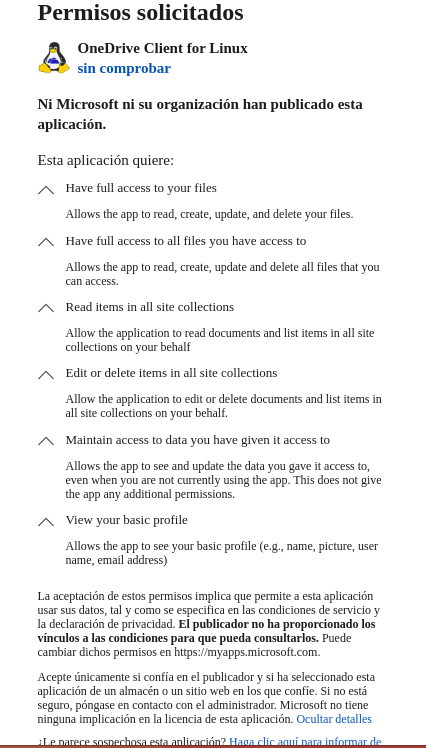 Permisos solicitados
OneDrive Client for Linux
sin comprobar
Ni Microsoft ni su organización han publicado esta
aplicación.
Esta aplicación quiere:
Have full access to your files
Allows the app to read, create, update, and delete your files.
Have full access to all files you have access to
Allows the app to read, create, update and delete all files that you
can access.
Read items in all site collections
Allow the application to read documents and list items in all site
collections on your behalf
Edit or delete items in all site collections
Allow the application to edit or delete documents and list items in
all site collections on your behalf.
Maintain access to data you have given it access to
Allows the app to see and update the data you gave it access to,
even when you are not currently using the app. This does not give
the app any additional permissions.
View your basic profile
Allows the app to see your basic profile (e.g., name, picture, user
name, email address)
La aceptación de estos permisos implica que permite a esta aplicación
usar sus datos, tal y como se especifica en las condiciones de servicio y
la declaración de privacidad. El publicador no ha proporcionado los
vínculos a las condiciones para que pueda consultarlos. Puede
cambiar dichos permisos en https://myapps.microsoft.com.
Acepte únicamente si confía en el publicador y si ha seleccionado esta
aplicación de un almacén o un sitio web en los que confíe. Si no está
seguro, póngase en contacto con el administrador. Microsoft no tiene
ninguna implicación en la licencia de esta aplicación. Ocultar detalles
¿Le parece sospechosa esta aplicación? Haga clic aquí para informar de